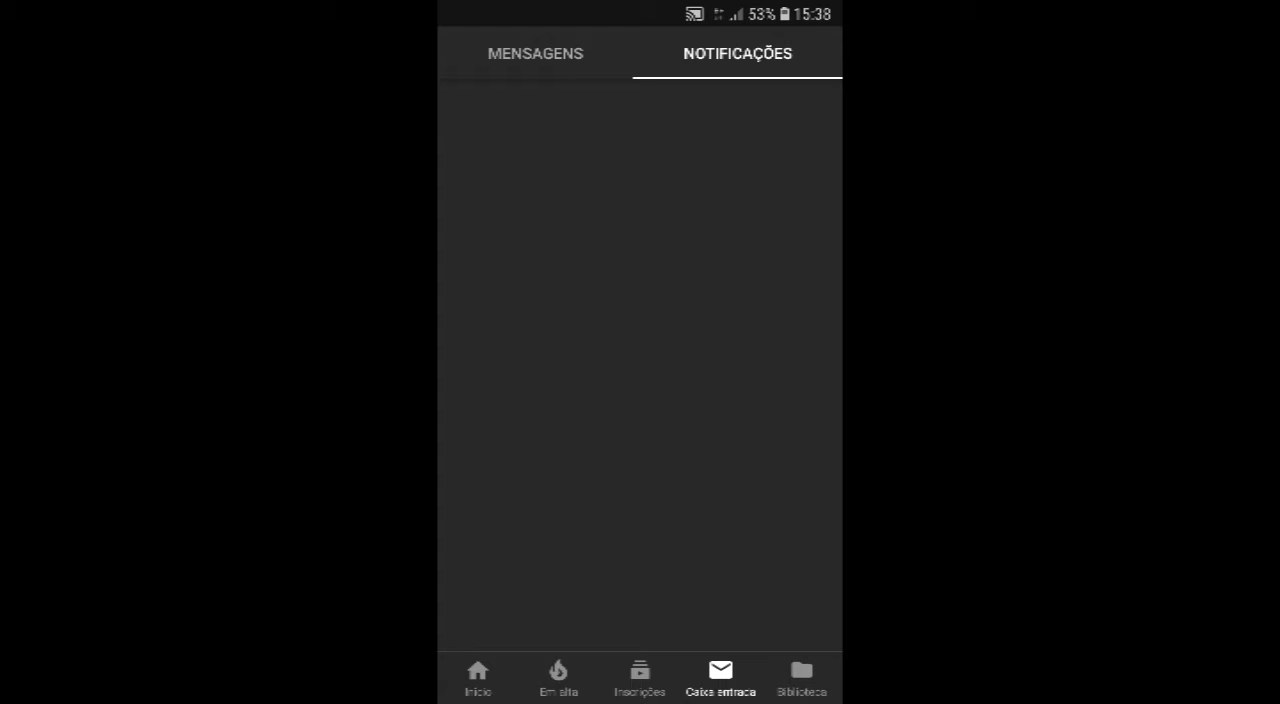 53% 15:38
MENSAGENS NOTIFICAÇÕES
Início Em alta Inscrições Caixa entrada Biblioteca